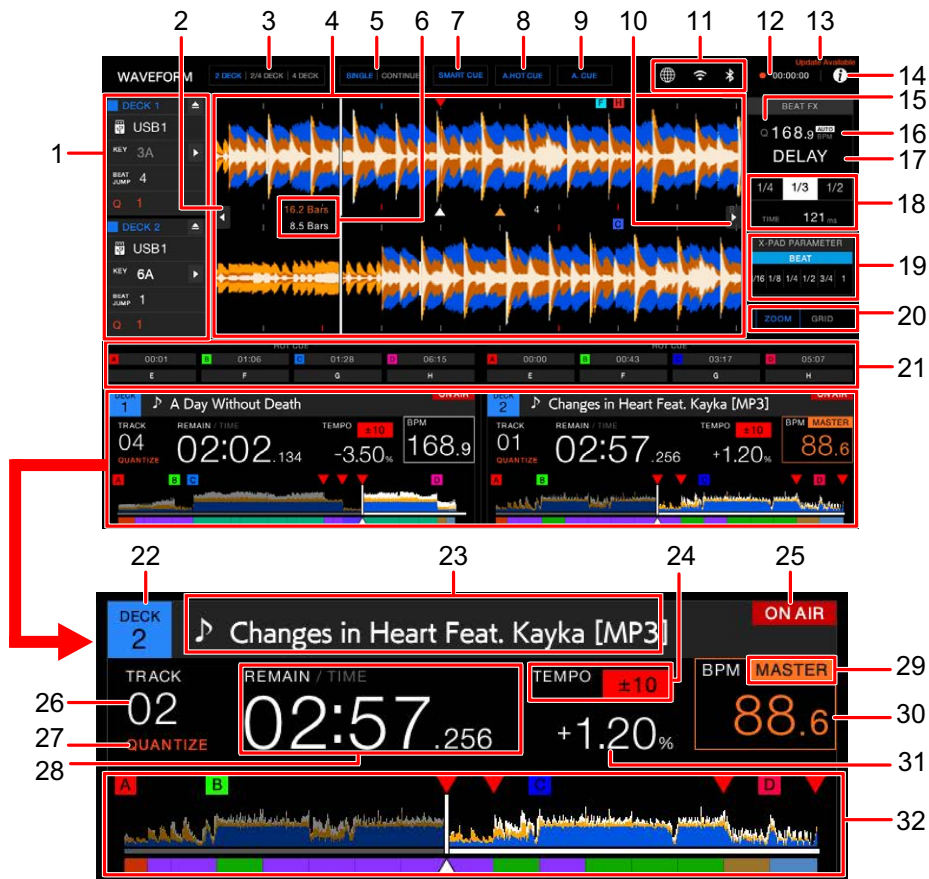 2 3 4 5 6 7 8 9 10 11 12 13
Update Available
WAVEFORM 2 DECK | 2/4 DECK | 4 DECK SINGLE | CONTINUE SMART CUE A.HOT CUE A. CUE 00:00:00 i 14
DECK 1 F H BEAT FX 15
USB1 Q 168.9 AUTO BPM 16
1 KEY 3A DELAY 17
BEAT JUMP 4 1/4 1/3 1/2
Q 1 16.2 Bars 4 TIME 121 ms 18
DECK 2 8.5 Bars C
USB1 X-PAD PARAMETER
KEY 6A BEAT 19
/16 1/8 1/4 1/2 3/4 1
BEAT JUMP 1
Q 1 ZOOM GRID 20
HOT CUE HOT CUE
A 00:01 B 01:06 C 01:28 D 06:15 A 00:00 B 00:43 C 03:17 D 05:07 21
E F G H E F G H
DECK 1 A Day Without Death ON AIR DECK 2 Changes in Heart Feat. Kayka [MP3] ON AIR
TRACK REMAIN / TIME TEMPO ±10 BPM TRACK REMAIN / TIME TEMPO ±10 BPM MASTER
04 02:02.134 -3.50% 168.9 01 02:57.256 +1.20% 88.6
QUANTIZE QUANTIZE
A B C D A B C D
22 23 24 25
DECK 2 Changes in Heart Feat. Kayka [MP3] ON AIR
TRACK REMAIN / TIME TEMPO ±10 BPM MASTER 29
26 02 02:57.256 +1.20% 88.6 30
27 QUANTIZE
28 31
A B C D
32